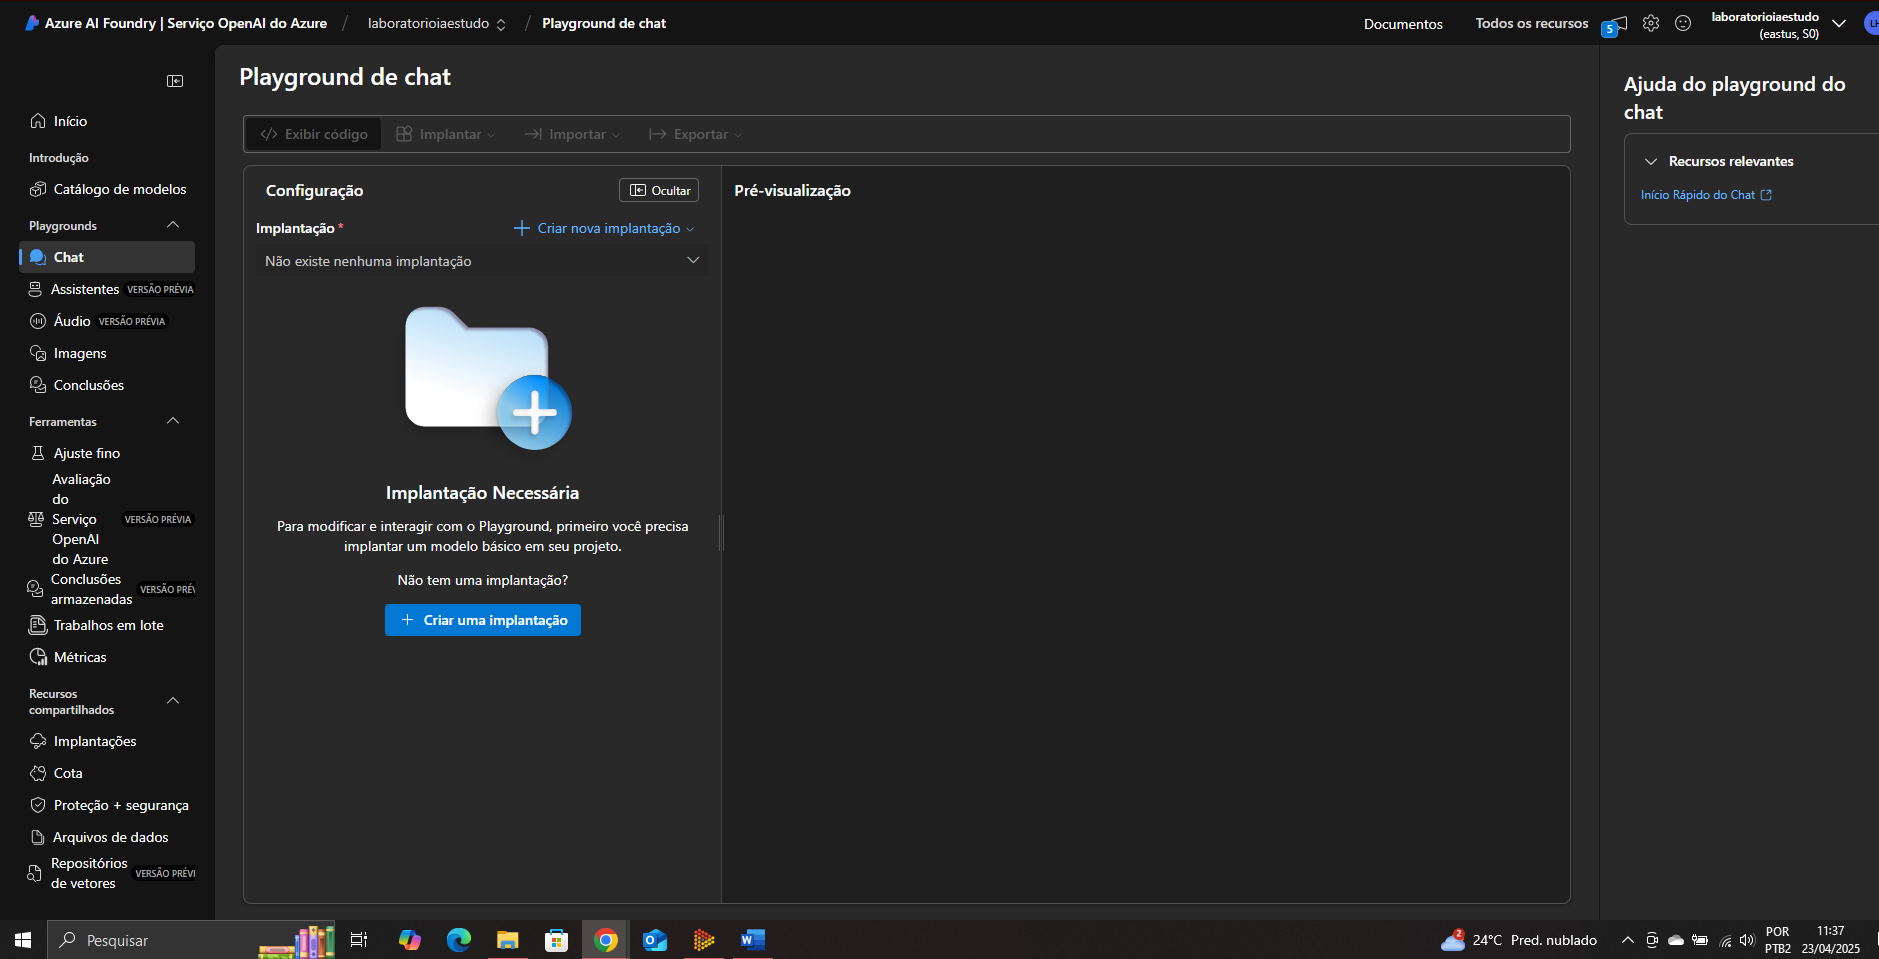 Azure AI Foundry | Serviço OpenAI do Azure / laboratorioiaestudo / Playground de chat
Documentos
Todos os recursos
5
laboratorioiaestudo
(eastus, S0)
LH
Início
Introdução
Catálogo de modelos
Playgrounds
Chat
Assistentes VERSÃO PRÉVIA
Áudio VERSÃO PRÉVIA
Imagens
Conclusões
Ferramentas
Ajuste fino
Avaliação
do
Serviço VERSÃO PRÉVIA
OpenAI
do Azure
Conclusões
armazenadas VERSÃO PRÉV
Trabalhos em lote
Métricas
Recursos
compartilhados
Implantações
Cota
Proteção + segurança
Arquivos de dados
Repositórios
de vetores VERSÃO PRÉVI
Playground de chat
Exibir código
Implantar
Importar
Exportar
Configuração
Ocultar
Implantação *
Criar nova implantação
Não existe nenhuma implantação
Implantação Necessária
Para modificar e interagir com o Playground, primeiro você precisa
implantar um modelo básico em seu projeto.
Não tem uma implantação?
Criar uma implantação
Pré-visualização
Ajuda do playground do
chat
Recursos relevantes
Início Rápido do Chat
Pesquisar
2
24°C Pred. nublado
POR
PTB2
11:37
23/04/2025